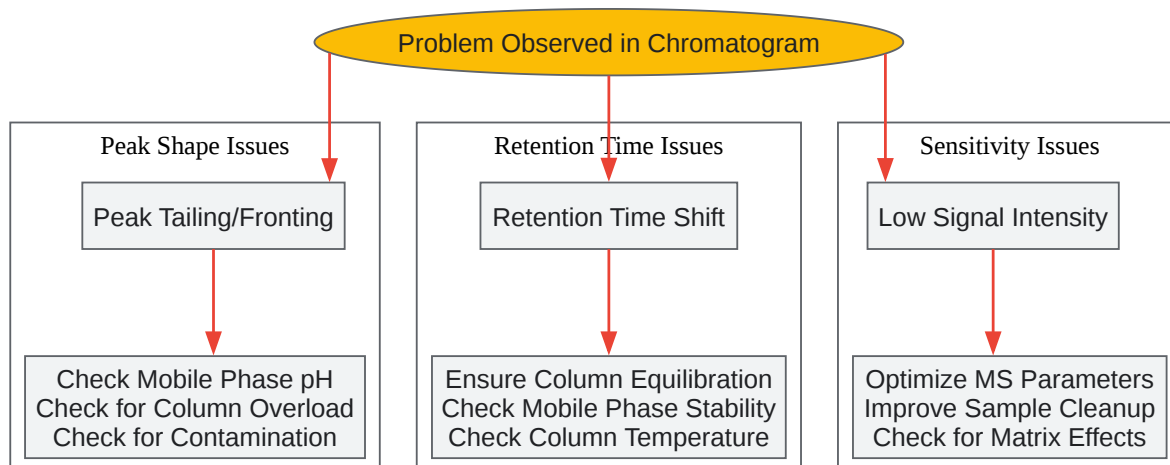 Problem Observed in Chromatogram
Peak Shape Issues
Peak Tailing/Fronting
Check Mobile Phase pH
Check for Column Overload
Check for Contamination
Retention Time Issues
Retention Time Shift
Ensure Column Equilibration
Check Mobile Phase Stability
Check Column Temperature
Sensitivity Issues
Low Signal Intensity
Optimize MS Parameters
Improve Sample Cleanup
Check for Matrix Effects